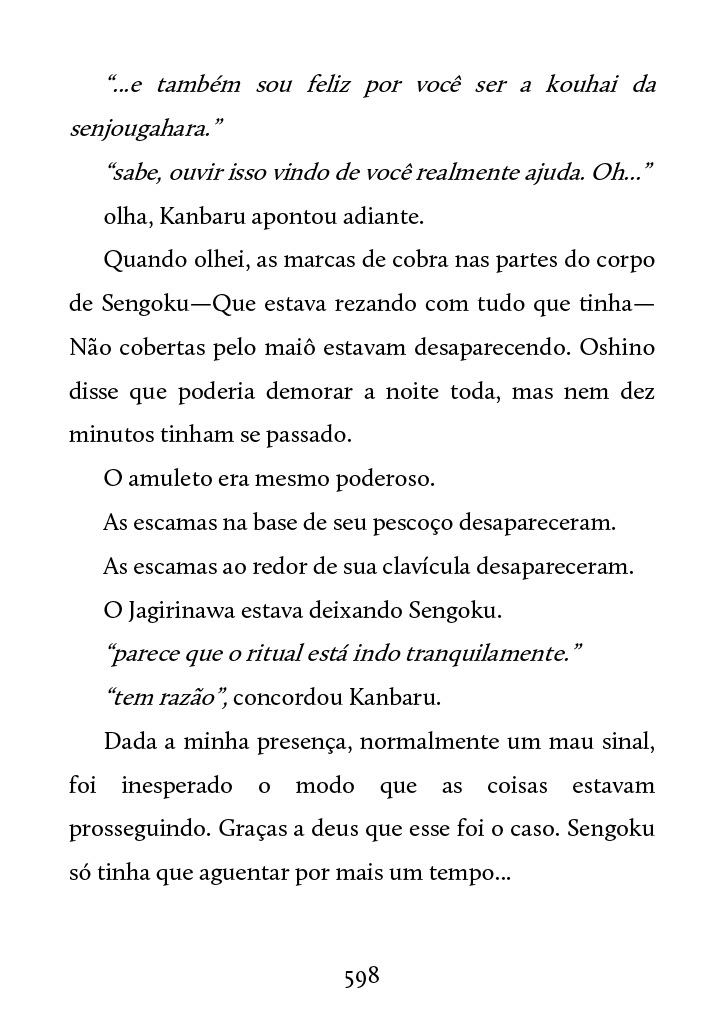 “...e também sou feliz por você ser a kouhai da
senjougahara.”
“sabe, ouvir isso vindo de você realmente ajuda. Oh...”
olha, Kanbaru apontou adiante.
Quando olhei, as marcas de cobra nas partes do corpo
de Sengoku—Que estava rezando com tudo que tinha—
Não cobertas pelo maiô estavam desaparecendo. Oshino
disse que poderia demorar a noite toda, mas nem dez
minutos tinham se passado.
O amuleto era mesmo poderoso.
As escamas na base de seu pescoço desapareceram.
As escamas ao redor de sua clavícula desapareceram.
O Jagirinawa estava deixando Sengoku.
“parece que o ritual está indo tranquilamente.”
“tem razão”, concordou Kanbaru.
Dada a minha presença, normalmente um mau sinal,
foi inesperado o modo que as coisas estavam
prosseguindo. Graças a deus que esse foi o caso. Sengoku
só tinha que aguentar por mais um tempo...
598